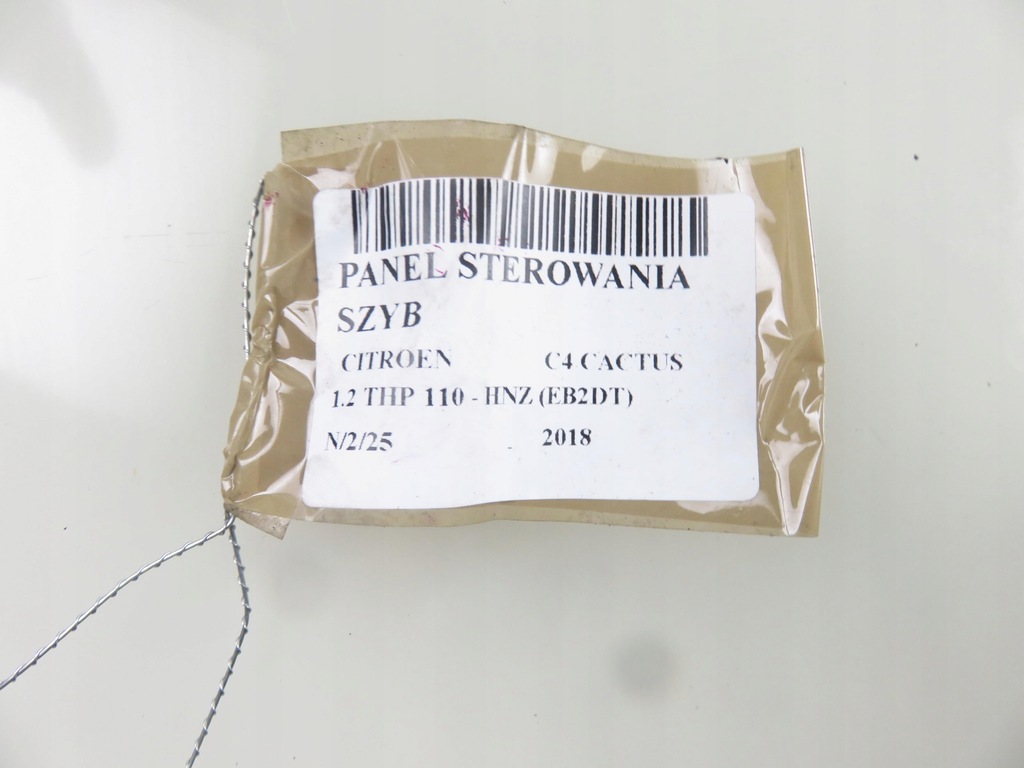 PANEL STEROWANIA
SZYB
CITROEN C4 CACTUS
1.2 THP 110 - HNZ (EB2DT)
N/2/25 - 2018